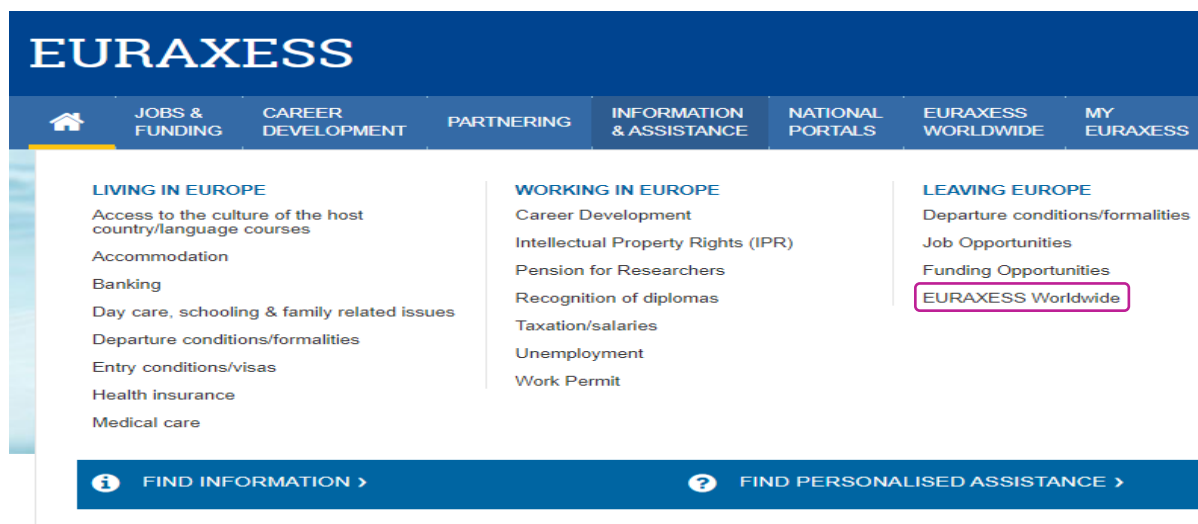 EURAXESS
JOBS &
FUNDING
CAREER
DEVELOPMENT
PARTNERING
INFORMATION
& ASSISTANCE
NATIONAL
PORTALS
EURAXESS
WORLDWIDE
MY
EURAXESS
LIVING IN EUROPE
Access to the culture of the host
country/language courses
Accommodation
Banking
Day care, schooling & family related issues
Departure conditions/formalities
Entry conditions/visas
Health insurance
Medical care
WORKING IN EUROPE
Career Development
Intellectual Property Rights (IPR)
Pension for Researchers
Recognition of diplomas
Taxation/salaries
Unemployment
Work Permit
LEAVING EUROPE
Departure conditions/formalities
Job Opportunities
Funding Opportunities
EURAXESS Worldwide
FIND INFORMATION >
FIND PERSONALISED ASSISTANCE >